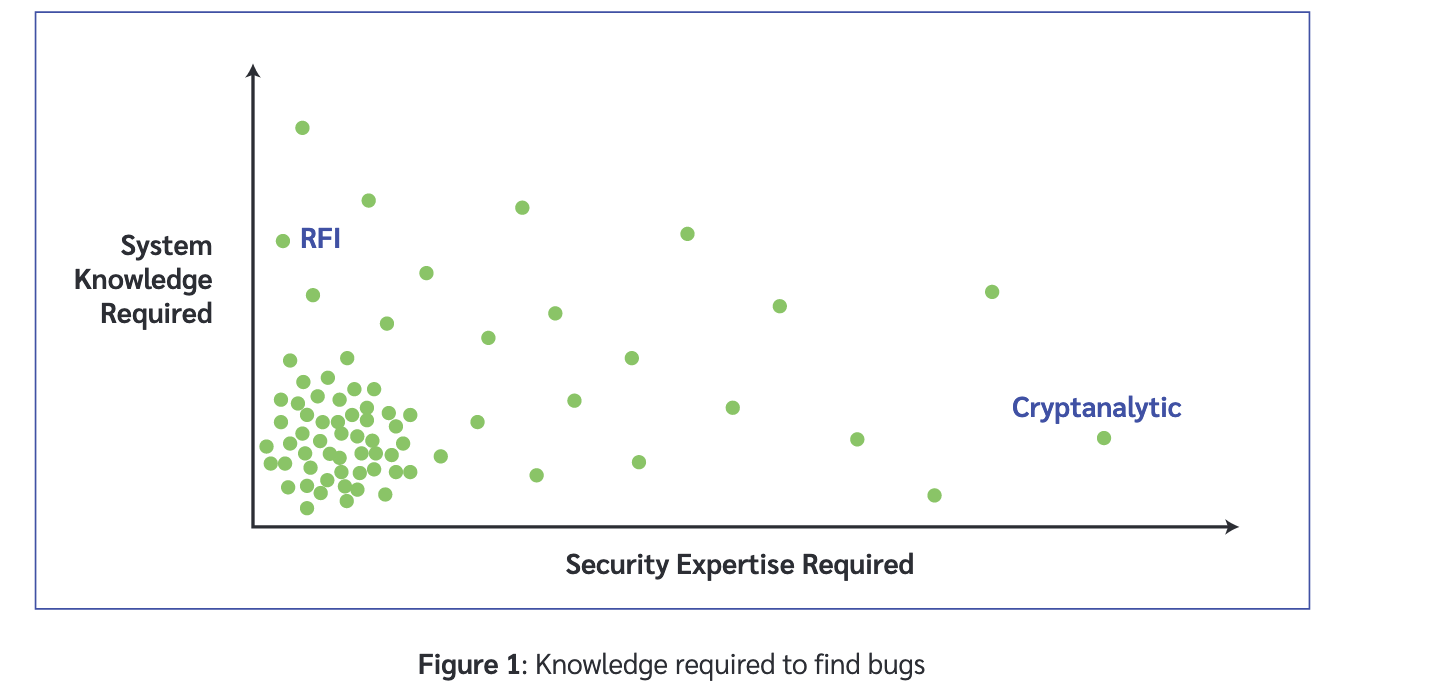 RFI
System
Knowledge
Required
Cryptanalytic
Security Expertise Required
Figure 1: Knowledge required to find bugs